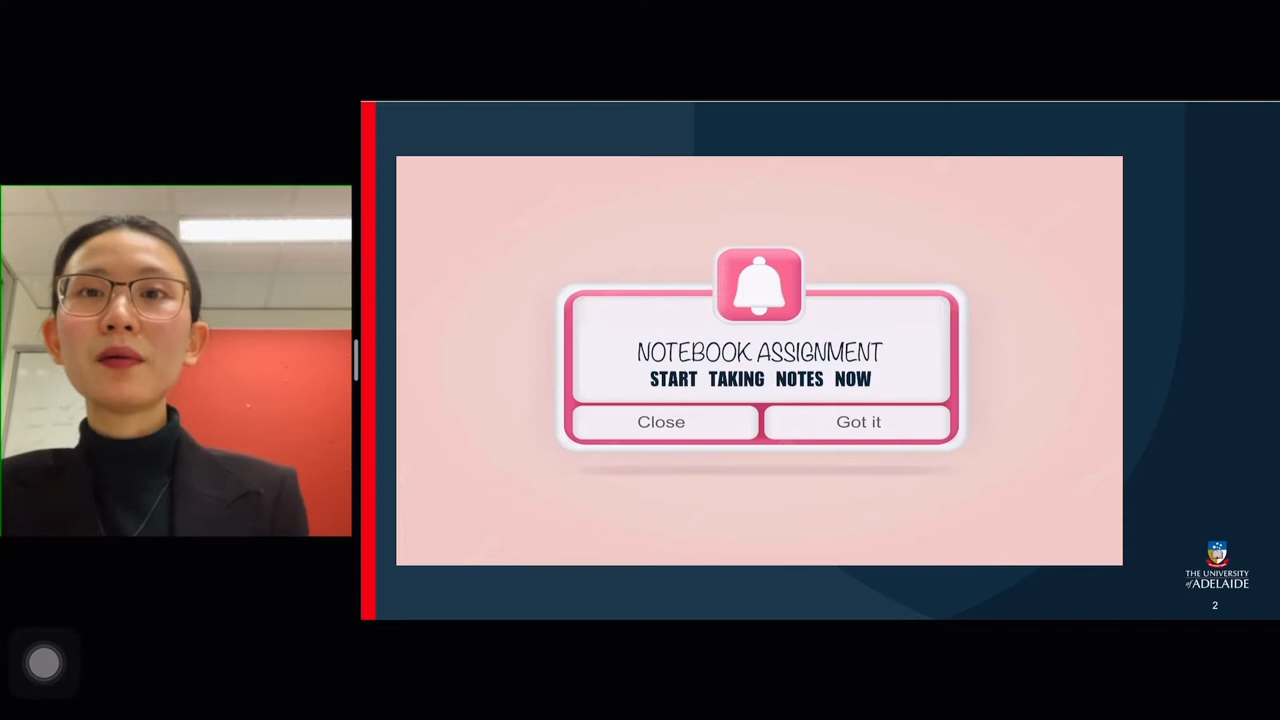 NOTEBOOK ASSIGNMENT
START TAKING NOTES NOW
Close
Got it
THE UNIVERSITY
of ADELAIDE
2